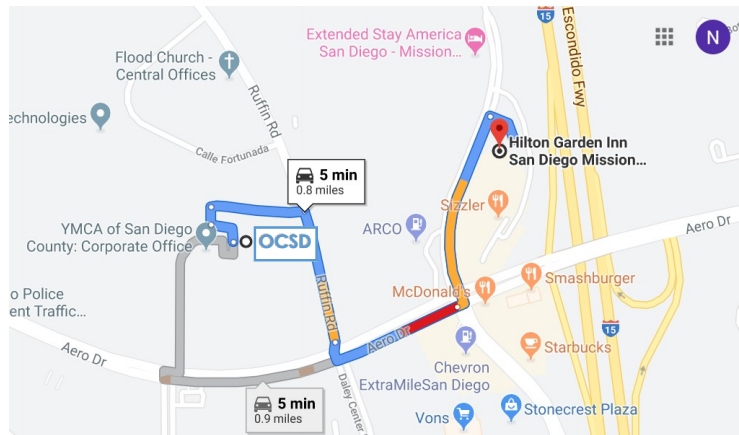 Extended Stay America
San Diego - Mission...
15
Escondido Fwy
N
Flood Church -
Central Offices
echnologies
Ruffin Rd
Calle Fortunada
Hilton Garden Inn
San Diego Mission...
5 min
0.8 miles
Sizzler
YMCA of San Diego
County: Corporate Office
OCSD
ARCO
Aero Dr
Ruffin Rd
McDonald's
Smashburger
o Police
ent Traffic...
Aero Dr
Aero Dr
15
Starbucks
Chevron
ExtraMileSan Diego
Daley Center
5 min
0.9 miles
Vons
Stonecrest Plaza